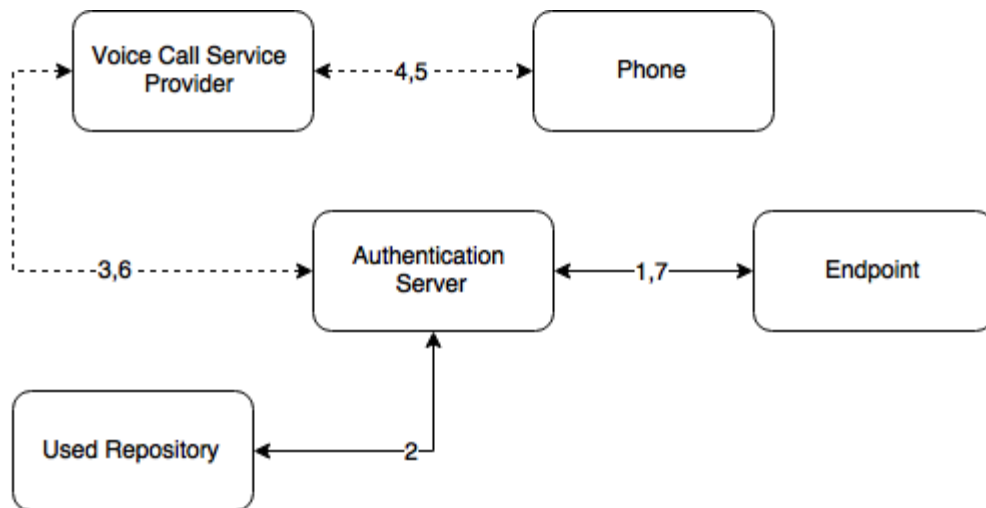 Voice Call Service
Provider
4,5
Phone
Authentication
Server
3,6
1,7
Endpoint
Used Repository
2